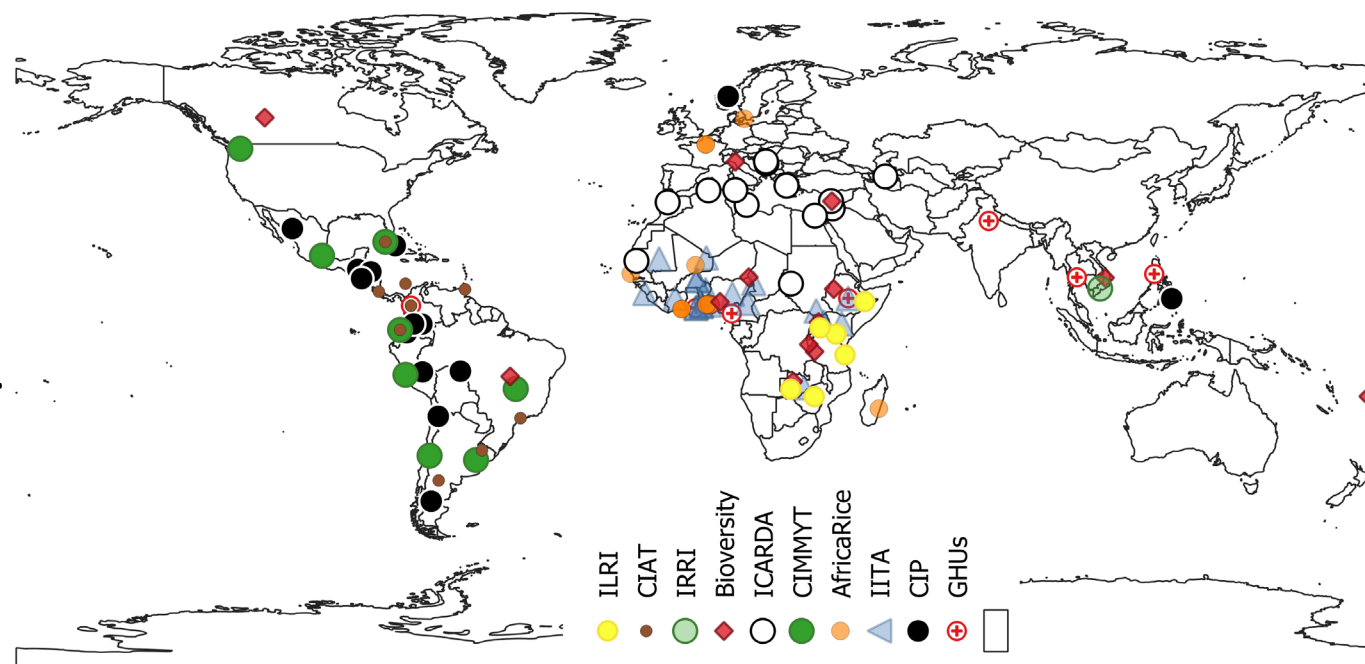 ILRI
CIAT
IRRI
Bioversity
ICARDA
CIMMYT
AfricaRice
IITA
CIP
GHUs